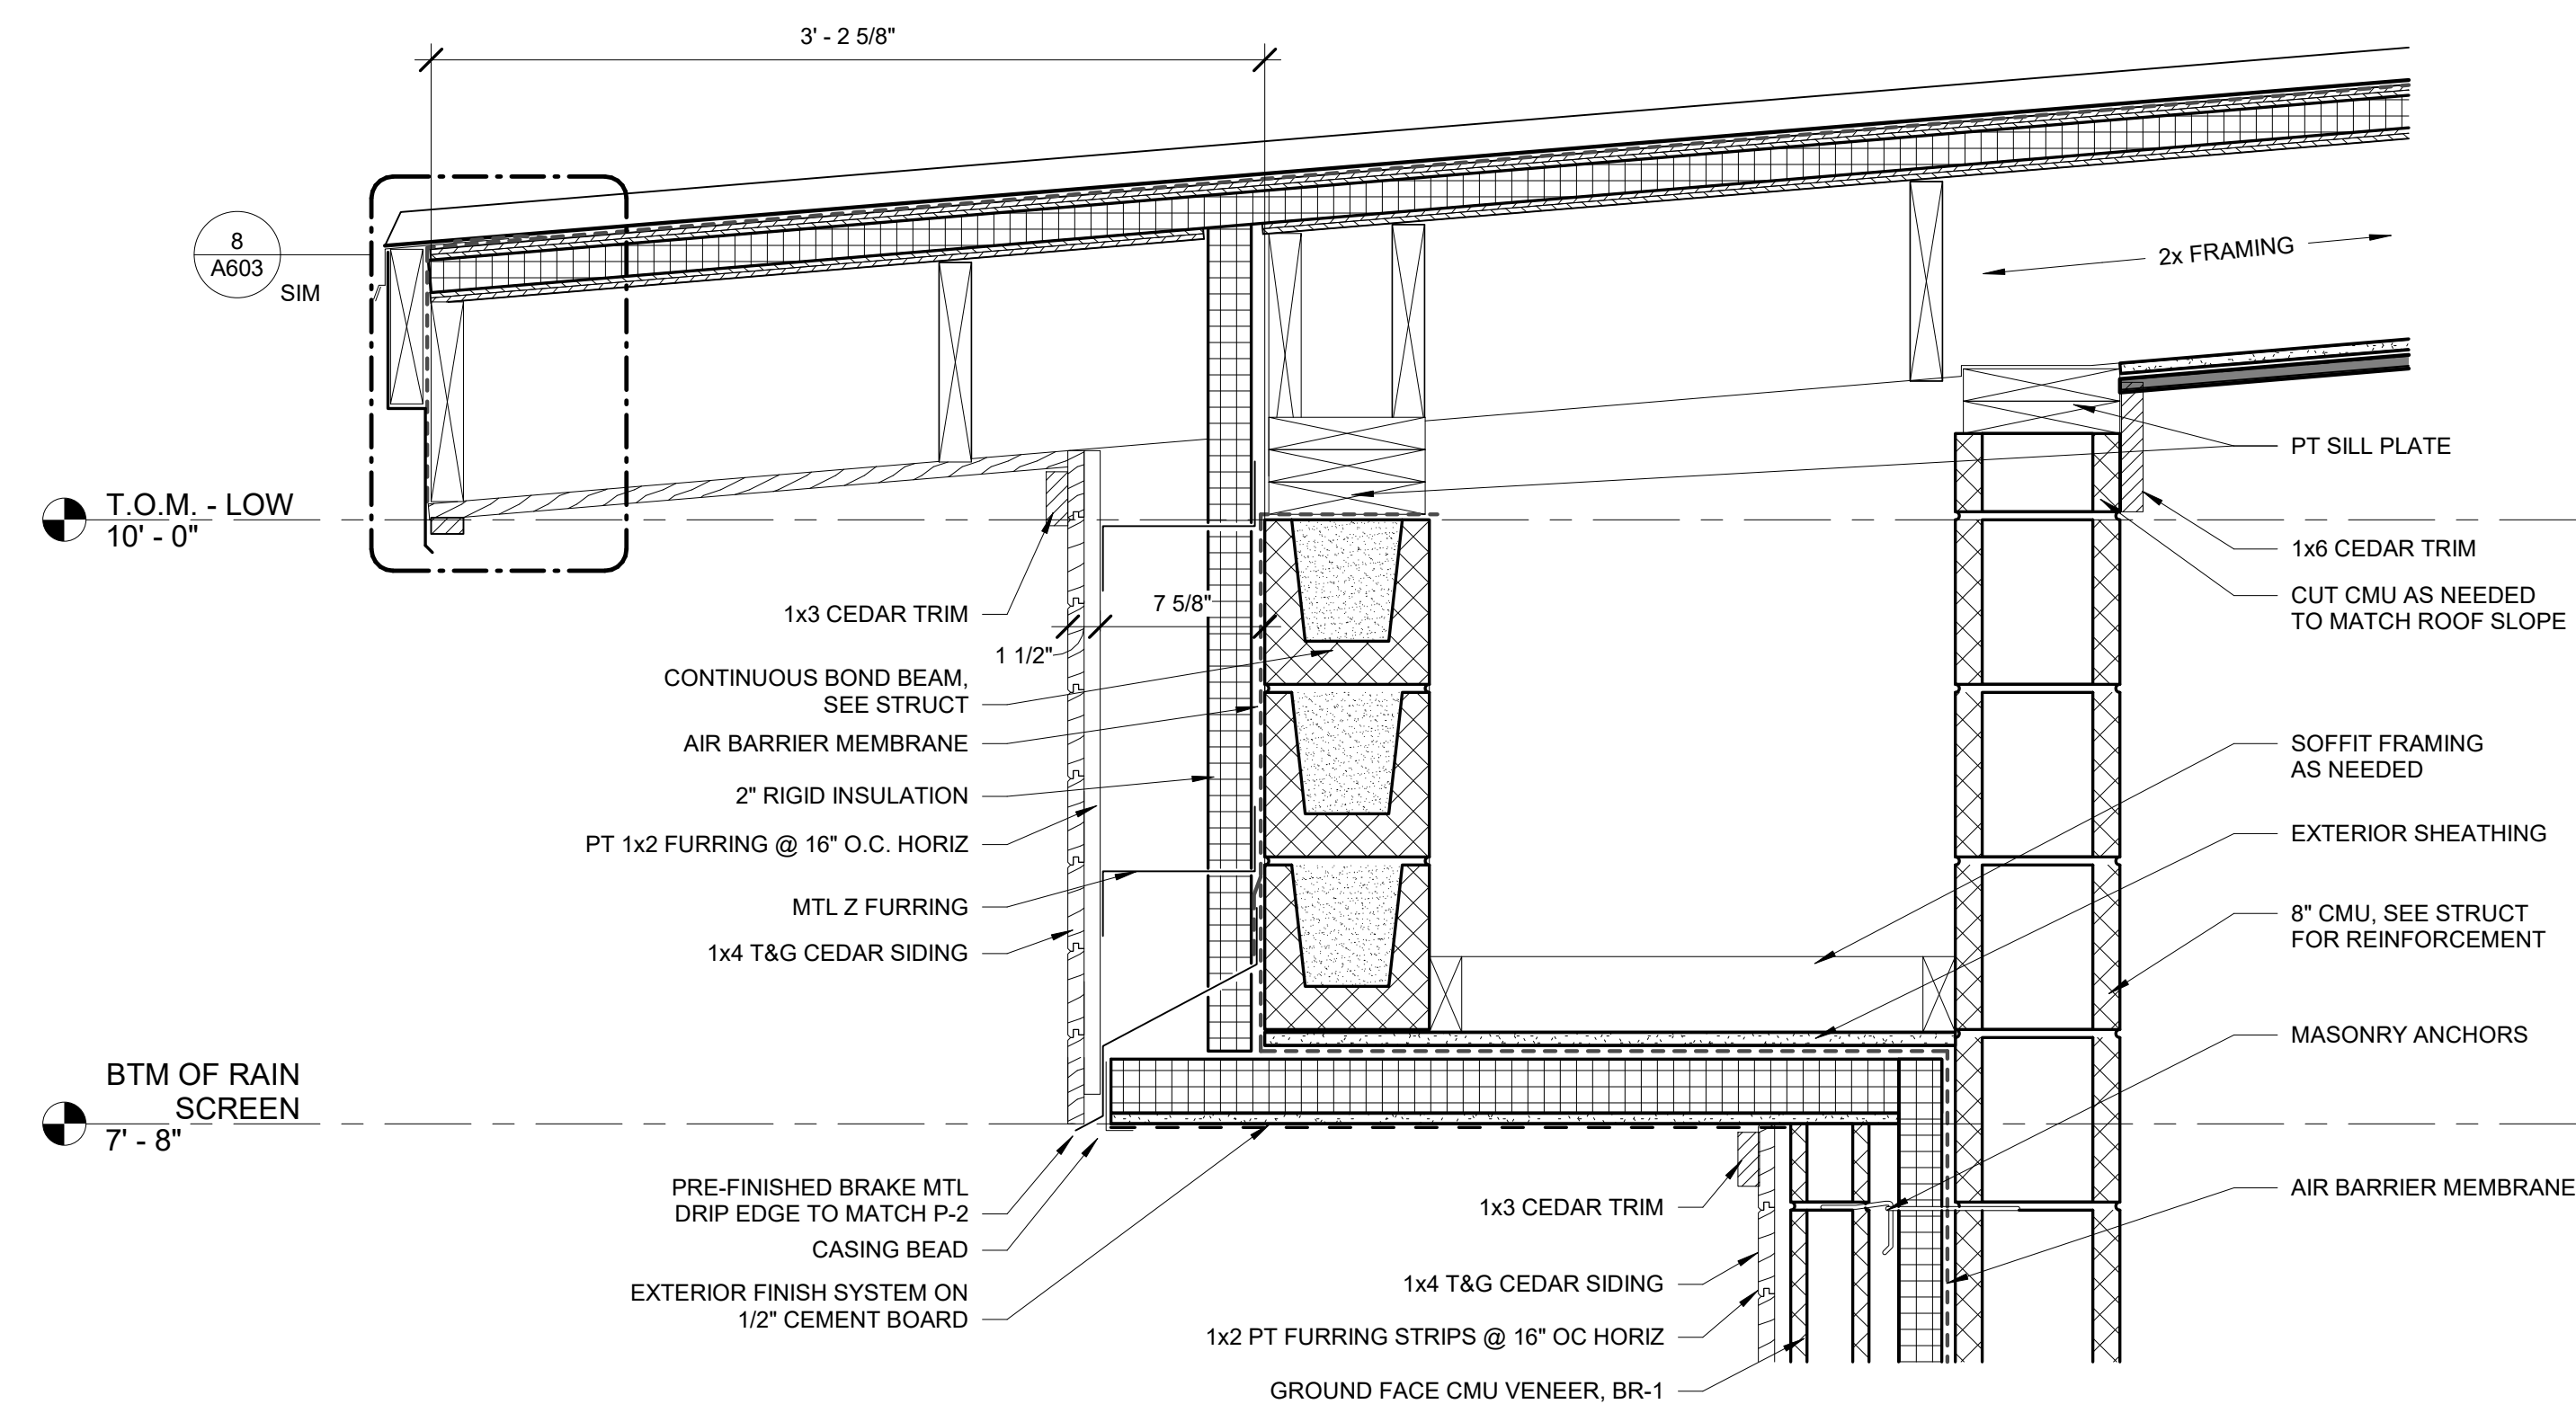 3' - 2 5/8"
8
A603
SIM
2x FRAMING
T.O.M. - LOW
10' - 0"
1x3 CEDAR TRIM
7 5/8"
1 1/2"
CONTINUOUS BOND BEAM,
SEE STRUCT
AIR BARRIER MEMBRANE
2" RIGID INSULATION
PT 1x2 FURRING @ 16" O.C. HORIZ
MTL Z FURRING
1x4 T&G CEDAR SIDING
BTM OF RAIN
SCREEN
7' - 8"
PRE-FINISHED BRAKE MTL
DRIP EDGE TO MATCH P-2
CASING BEAD
EXTERIOR FINISH SYSTEM ON
1/2" CEMENT BOARD
PT SILL PLATE
1x6 CEDAR TRIM
CUT CMU AS NEEDED
TO MATCH ROOF SLOPE
SOFFIT FRAMING
AS NEEDED
EXTERIOR SHEATHING
8" CMU, SEE STRUCT
FOR REINFORCEMENT
MASONRY ANCHORS
AIR BARRIER MEMBRANE
1x3 CEDAR TRIM
1x4 T&G CEDAR SIDING
1x2 PT FURRING STRIPS @ 16" OC HORIZ
GROUND FACE CMU VENEER, BR-1